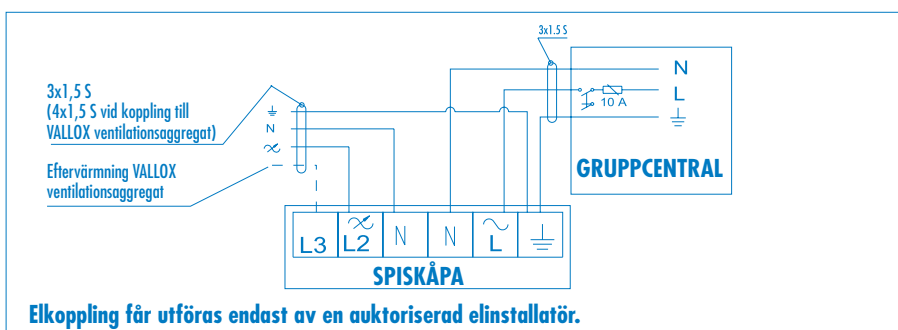 3x1.5 S
3x1,5 S
(4x1,5 S vid koppling till
VALLOX ventilationsaggregat)
N
Eftervärmning VALLOX
ventilationsaggregat
N
L
10 A
GRUPPCENTRAL
L3 L2 N N L
SPISKÅPA
Elkoppling får utföras endast av en auktoriserad elinstallatör.